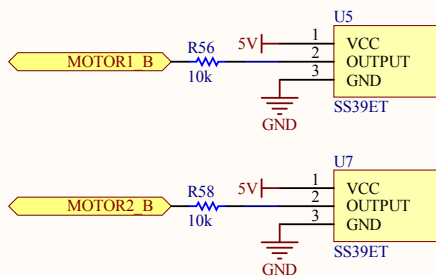 U5
R56
5V
1
VCC
MOTOR1_B
2
OUTPUT
10k
3
GND
SS39ET
GND
U7
R58
5V
1
VCC
MOTOR2_B
2
OUTPUT
10k
3
GND
SS39ET
GND